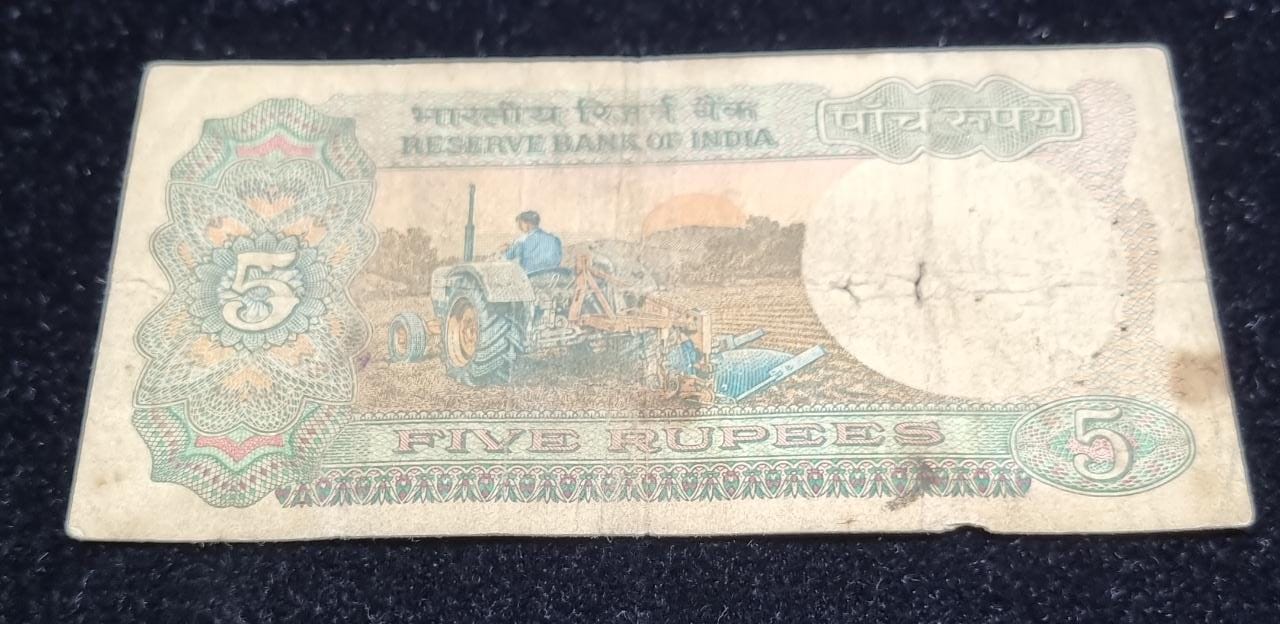 भारतीय रिज़र्व बैंक
RESERVE BANK OF INDIA
पाँच रुपये
5
FIVE RUPEES
5